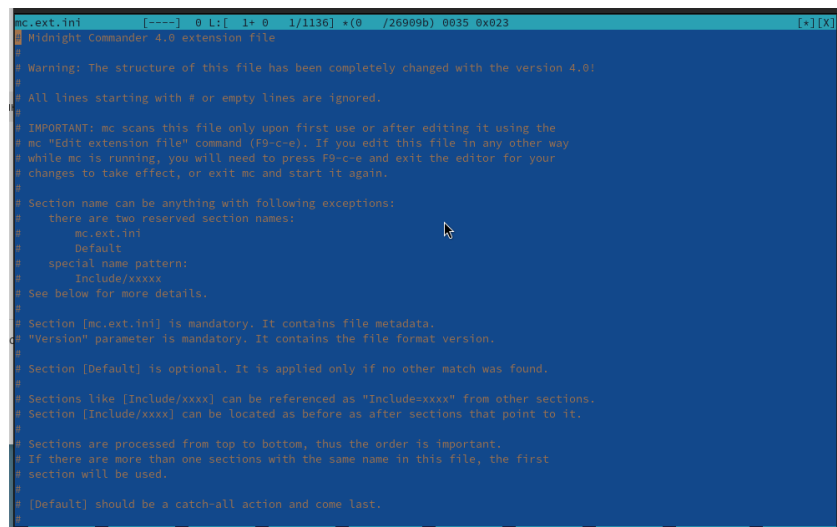 mc.ext.ini [----] 0 L:[ 1+ 0 1/1136] *(0 /26909b) 0035 0x023 [*][X]
# Midnight Commander 4.0 extension file
#
# Warning: The structure of this file has been completely changed with the version 4.0!
#
# All lines starting with # or empty lines are ignored.
#
# IMPORTANT: mc scans this file only upon first use or after editing it using the
# mc "Edit extension file" command (F9-c-e). If you edit this file in any other way
# while mc is running, you will need to press F9-c-e and exit the editor for your
# changes to take effect, or exit mc and start it again.
#
# Section name can be anything with following exceptions:
# there are two reserved section names:
# mc.ext.ini
# Default
# special name pattern:
# Include/xxxxx
# See below for more details.
#
# Section [mc.ext.ini] is mandatory. It contains file metadata.
# "Version" parameter is mandatory. It contains the file format version.
#
# Section [Default] is optional. It is applied only if no other match was found.
#
# Sections like [Include/xxxx] can be referenced as "Include=xxxx" from other sections.
# Section [Include/xxxx] can be located as before as after sections that point to it.
#
# Sections are processed from top to bottom, thus the order is important.
# If there are more than one sections with the same name in this file, the first
# section will be used.
#
# [Default] should be a catch-all action and come last.
#